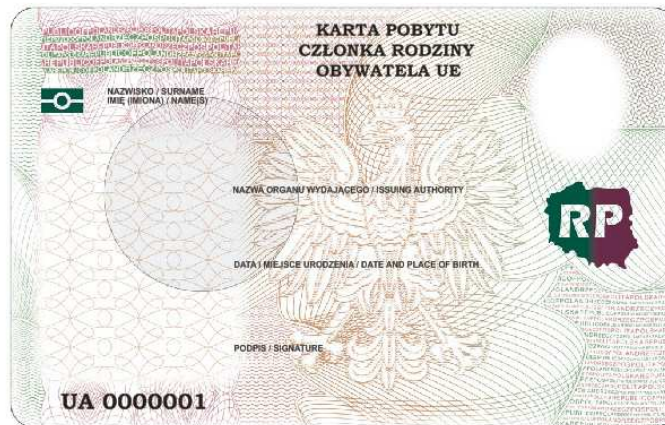 KARTA POBYTU
CZŁONKA RODZINY
OBYWATELA UE
NAZWISKO / SURNAME
IMIĘ (IMIONA) / NAME(S)
NAZWA ORGANU WYDAJĄCEGO / ISSUING AUTHORITY
RP
DATA I MIEJSCE URODZENIA / DATE AND PLACE OF BIRTH
PODPIS / SIGNATURE
UA 0000001